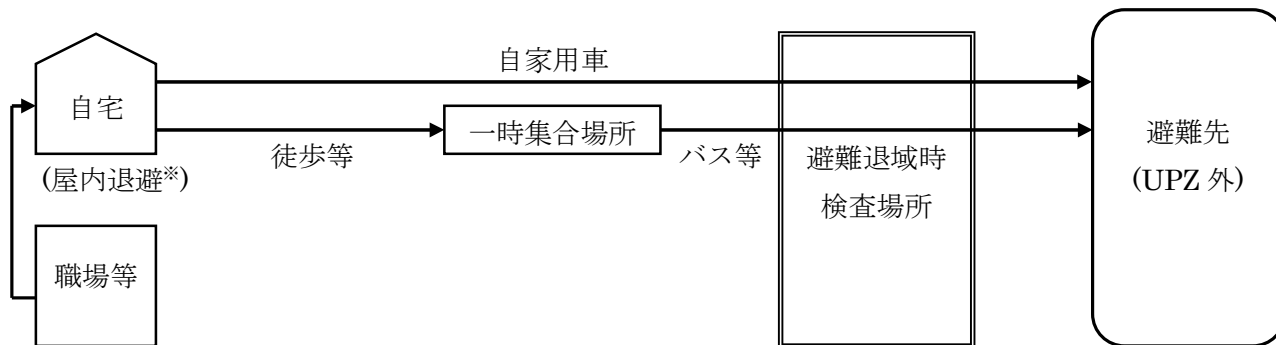 自家用車
自宅
一時集合場所
徒歩等
バス等
(屋内退避※)
避難退域時
検査場所
避難先
(UPZ 外)
職場等